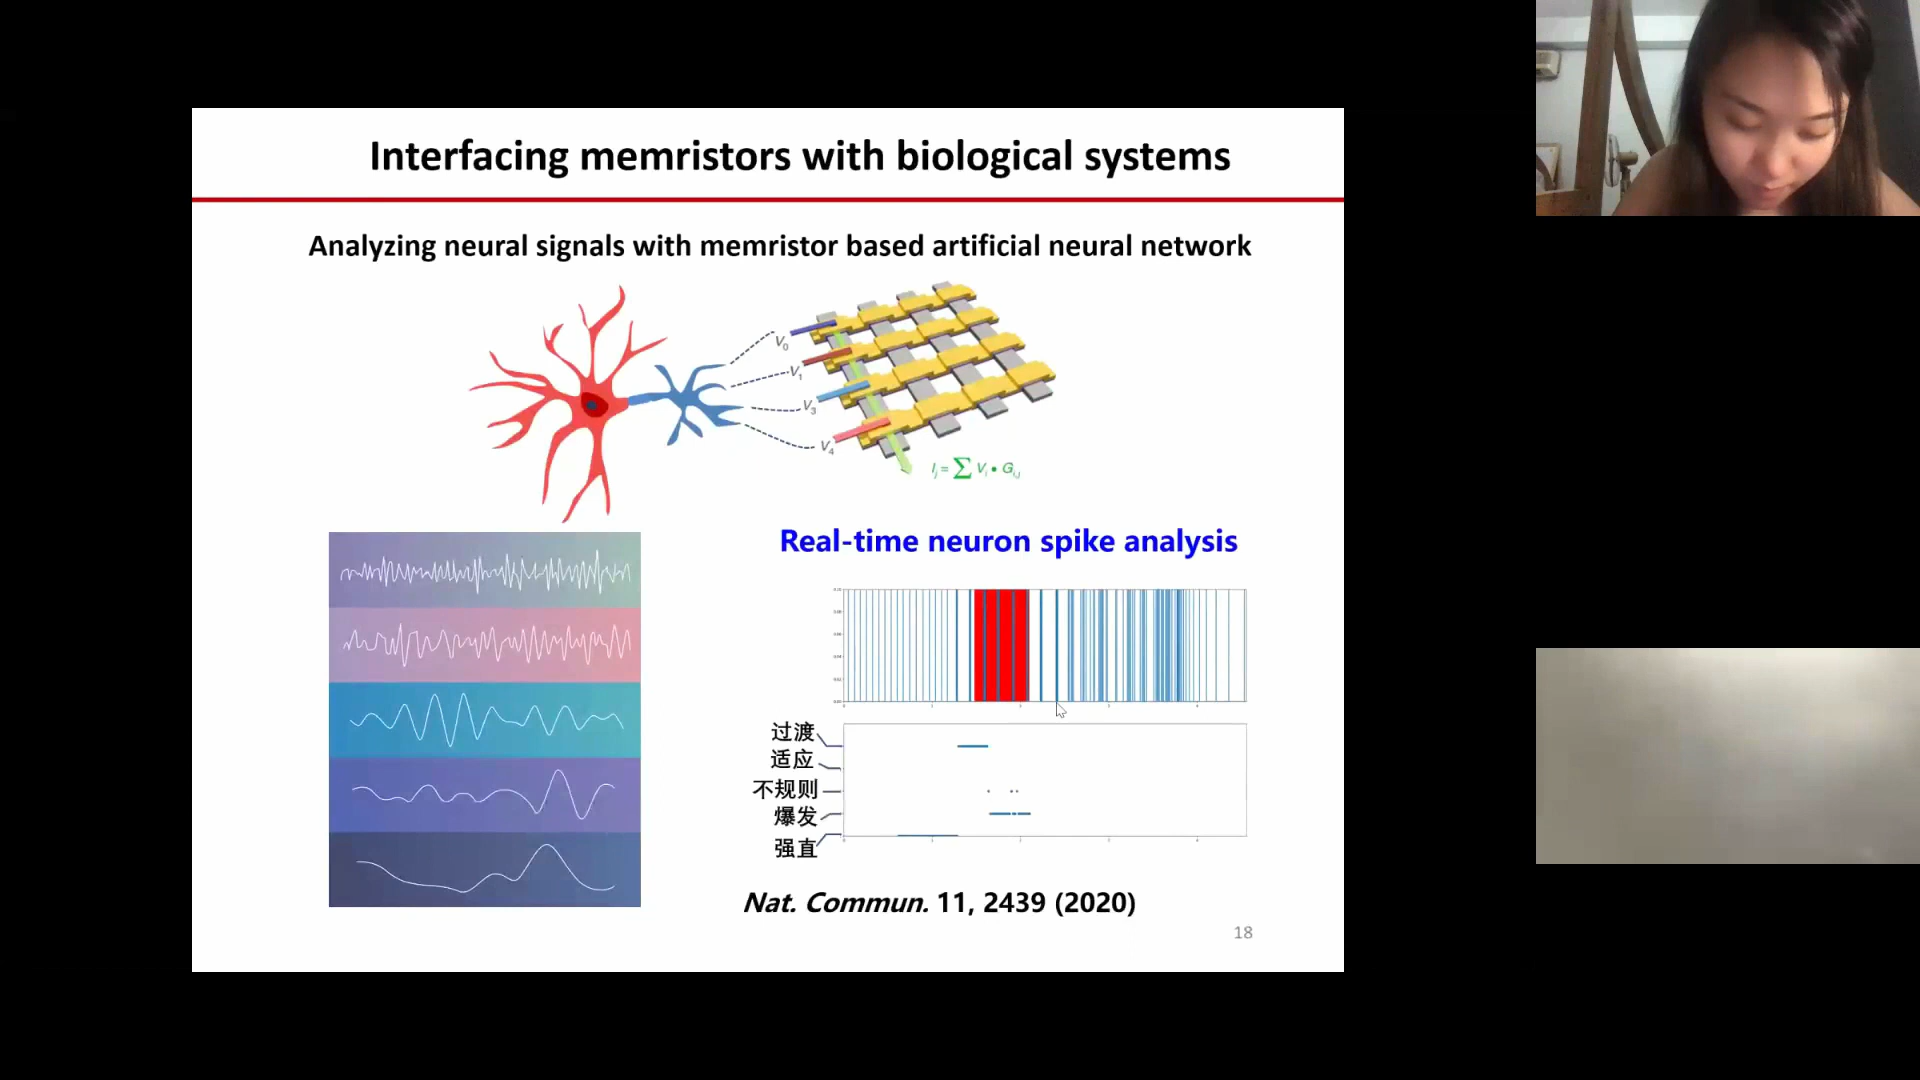 Interfacing memristors with biological systems
Analyzing neural signals with memristor based artificial neural network
V0
V1
V3
V4
Ij = ∑ Vi • Gi,j
Real-time neuron spike analysis
过渡
适应
不规则
爆发
强直
Nat. Commun. 11, 2439 (2020)
18